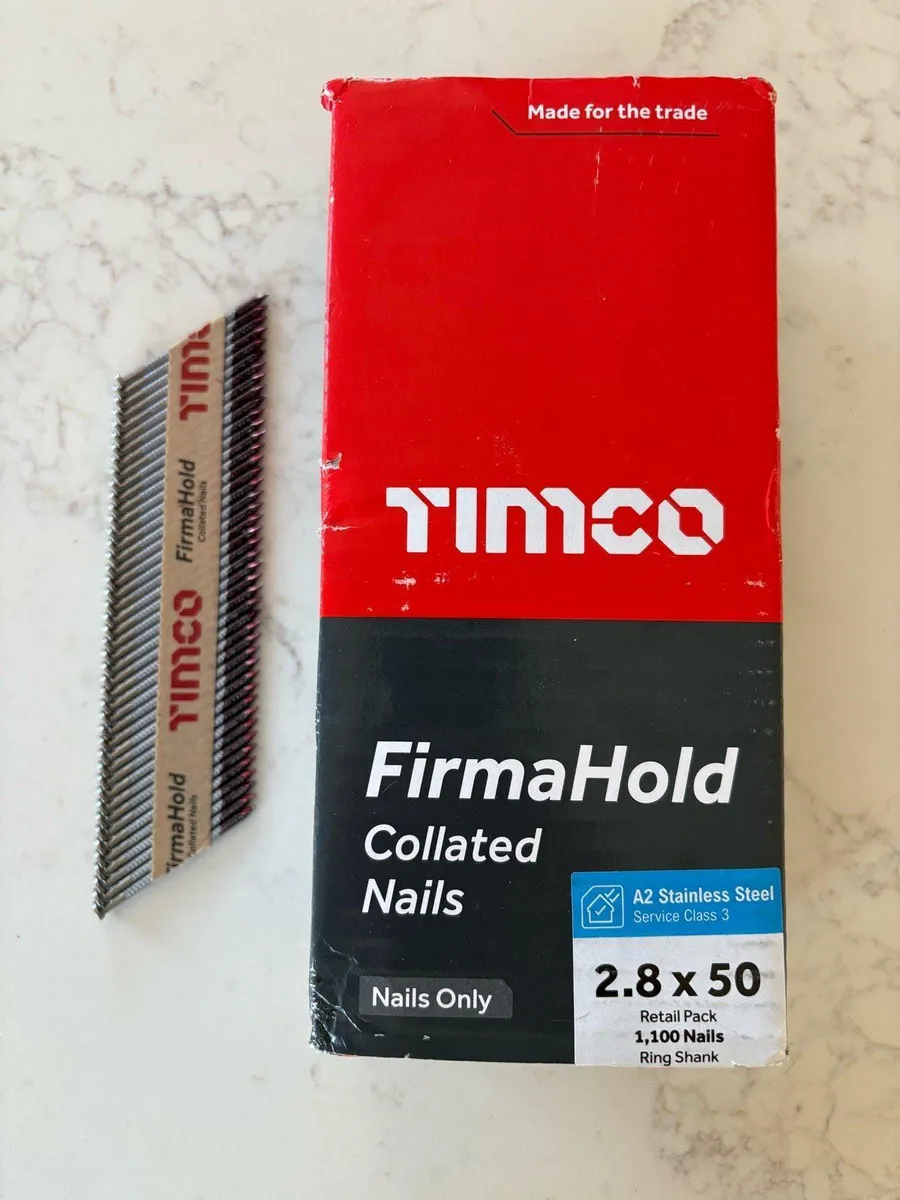 Made for the trade
TIMCO
FirmaHold
Collated
Nails
A2 Stainless Steel
Service Class 3
2.8 x 50
Retail Pack
1,100 Nails
Ring Shank
Nails Only
TIMCO
FirmaHold
Collated Nails
TIMCO
FirmaHold
Collated Nails